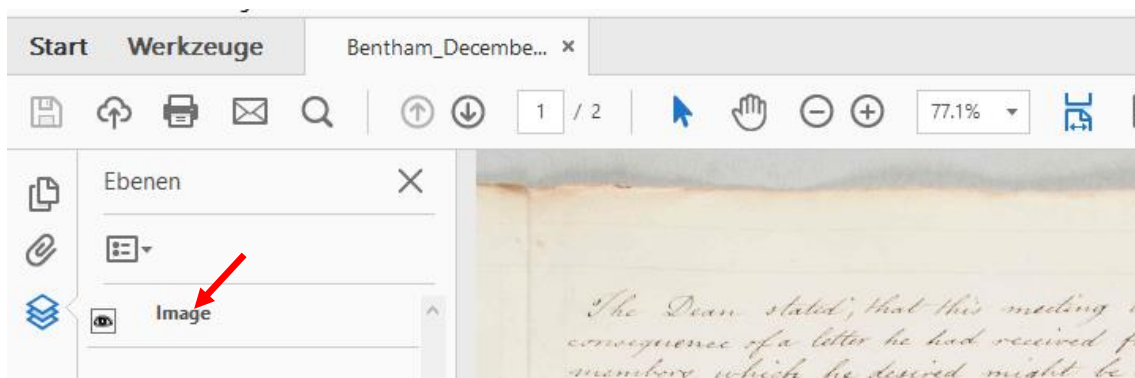 Start Werkzeuge Bentham_Decembe... ×
1 / 2 77.1%
Ebenen
Image
The Dean stated, that this meeting
consequence of a letter he had received f
members which he desired might be